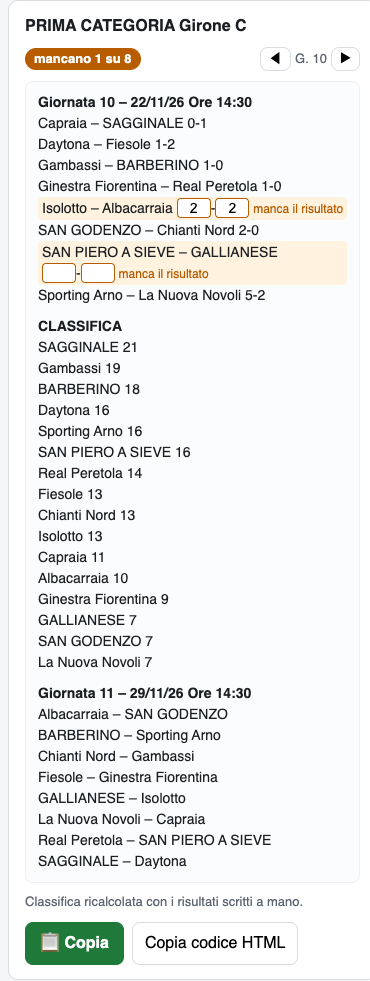 PRIMA CATEGORIA Girone C
mancano 1 su 8
◀ G. 10 ▶
Giornata 10 – 22/11/26 Ore 14:30
Capraia – SAGGINALE 0-1
Daytona – Fiesole 1-2
Gambassi – BARBERINO 1-0
Ginestra Fiorentina – Real Peretola 1-0
Isolotto – Albacarraia 2 - 2 manca il risultato
SAN GODENZO – Chianti Nord 2-0
SAN PIERO A SIEVE – GALLIANESE
- manca il risultato
Sporting Arno – La Nuova Novoli 5-2
CLASSIFICA
SAGGINALE 21
Gambassi 19
BARBERINO 18
Daytona 16
Sporting Arno 16
SAN PIERO A SIEVE 16
Real Peretola 14
Fiesole 13
Chianti Nord 13
Isolotto 13
Capraia 11
Albacarraia 10
Ginestra Fiorentina 9
GALLIANESE 7
SAN GODENZO 7
La Nuova Novoli 7
Giornata 11 – 29/11/26 Ore 14:30
Albacarraia – SAN GODENZO
BARBERINO – Sporting Arno
Chianti Nord – Gambassi
Fiesole – Ginestra Fiorentina
GALLIANESE – Isolotto
La Nuova Novoli – Capraia
Real Peretola – SAN PIERO A SIEVE
SAGGINALE – Daytona
Classifica ricalcolata con i risultati scritti a mano.
📋 Copia
Copia codice HTML